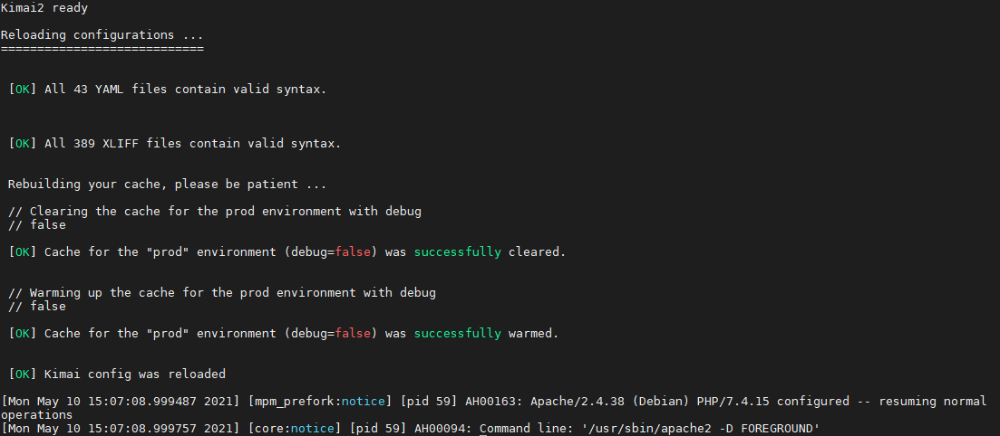 Kimai2 ready
Reloading configurations ...
============================
[OK] All 43 YAML files contain valid syntax.
[OK] All 389 XLIFF files contain valid syntax.
Rebuilding your cache, please be patient ...
// Clearing the cache for the prod environment with debug
// false
[OK] Cache for the "prod" environment (debug=false) was successfully cleared.
// Warming up the cache for the prod environment with debug
// false
[OK] Cache for the "prod" environment (debug=false) was successfully warmed.
[OK] Kimai config was reloaded
[Mon May 10 15:07:08.999487 2021] [mpm_prefork:notice] [pid 59] AH00163: Apache/2.4.38 (Debian) PHP/7.4.15 configured -- resuming normal
operations
[Mon May 10 15:07:08.999757 2021] [core:notice] [pid 59] AH00094: Command line: '/usr/sbin/apache2 -D FOREGROUND'